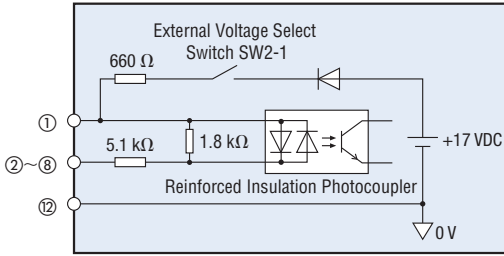 External Voltage Select
Switch SW2-1
660 Ω
①
1.8 kΩ
+17 VDC
5.1 kΩ
②～⑧
Reinforced Insulation Photocoupler
⑫
0 V